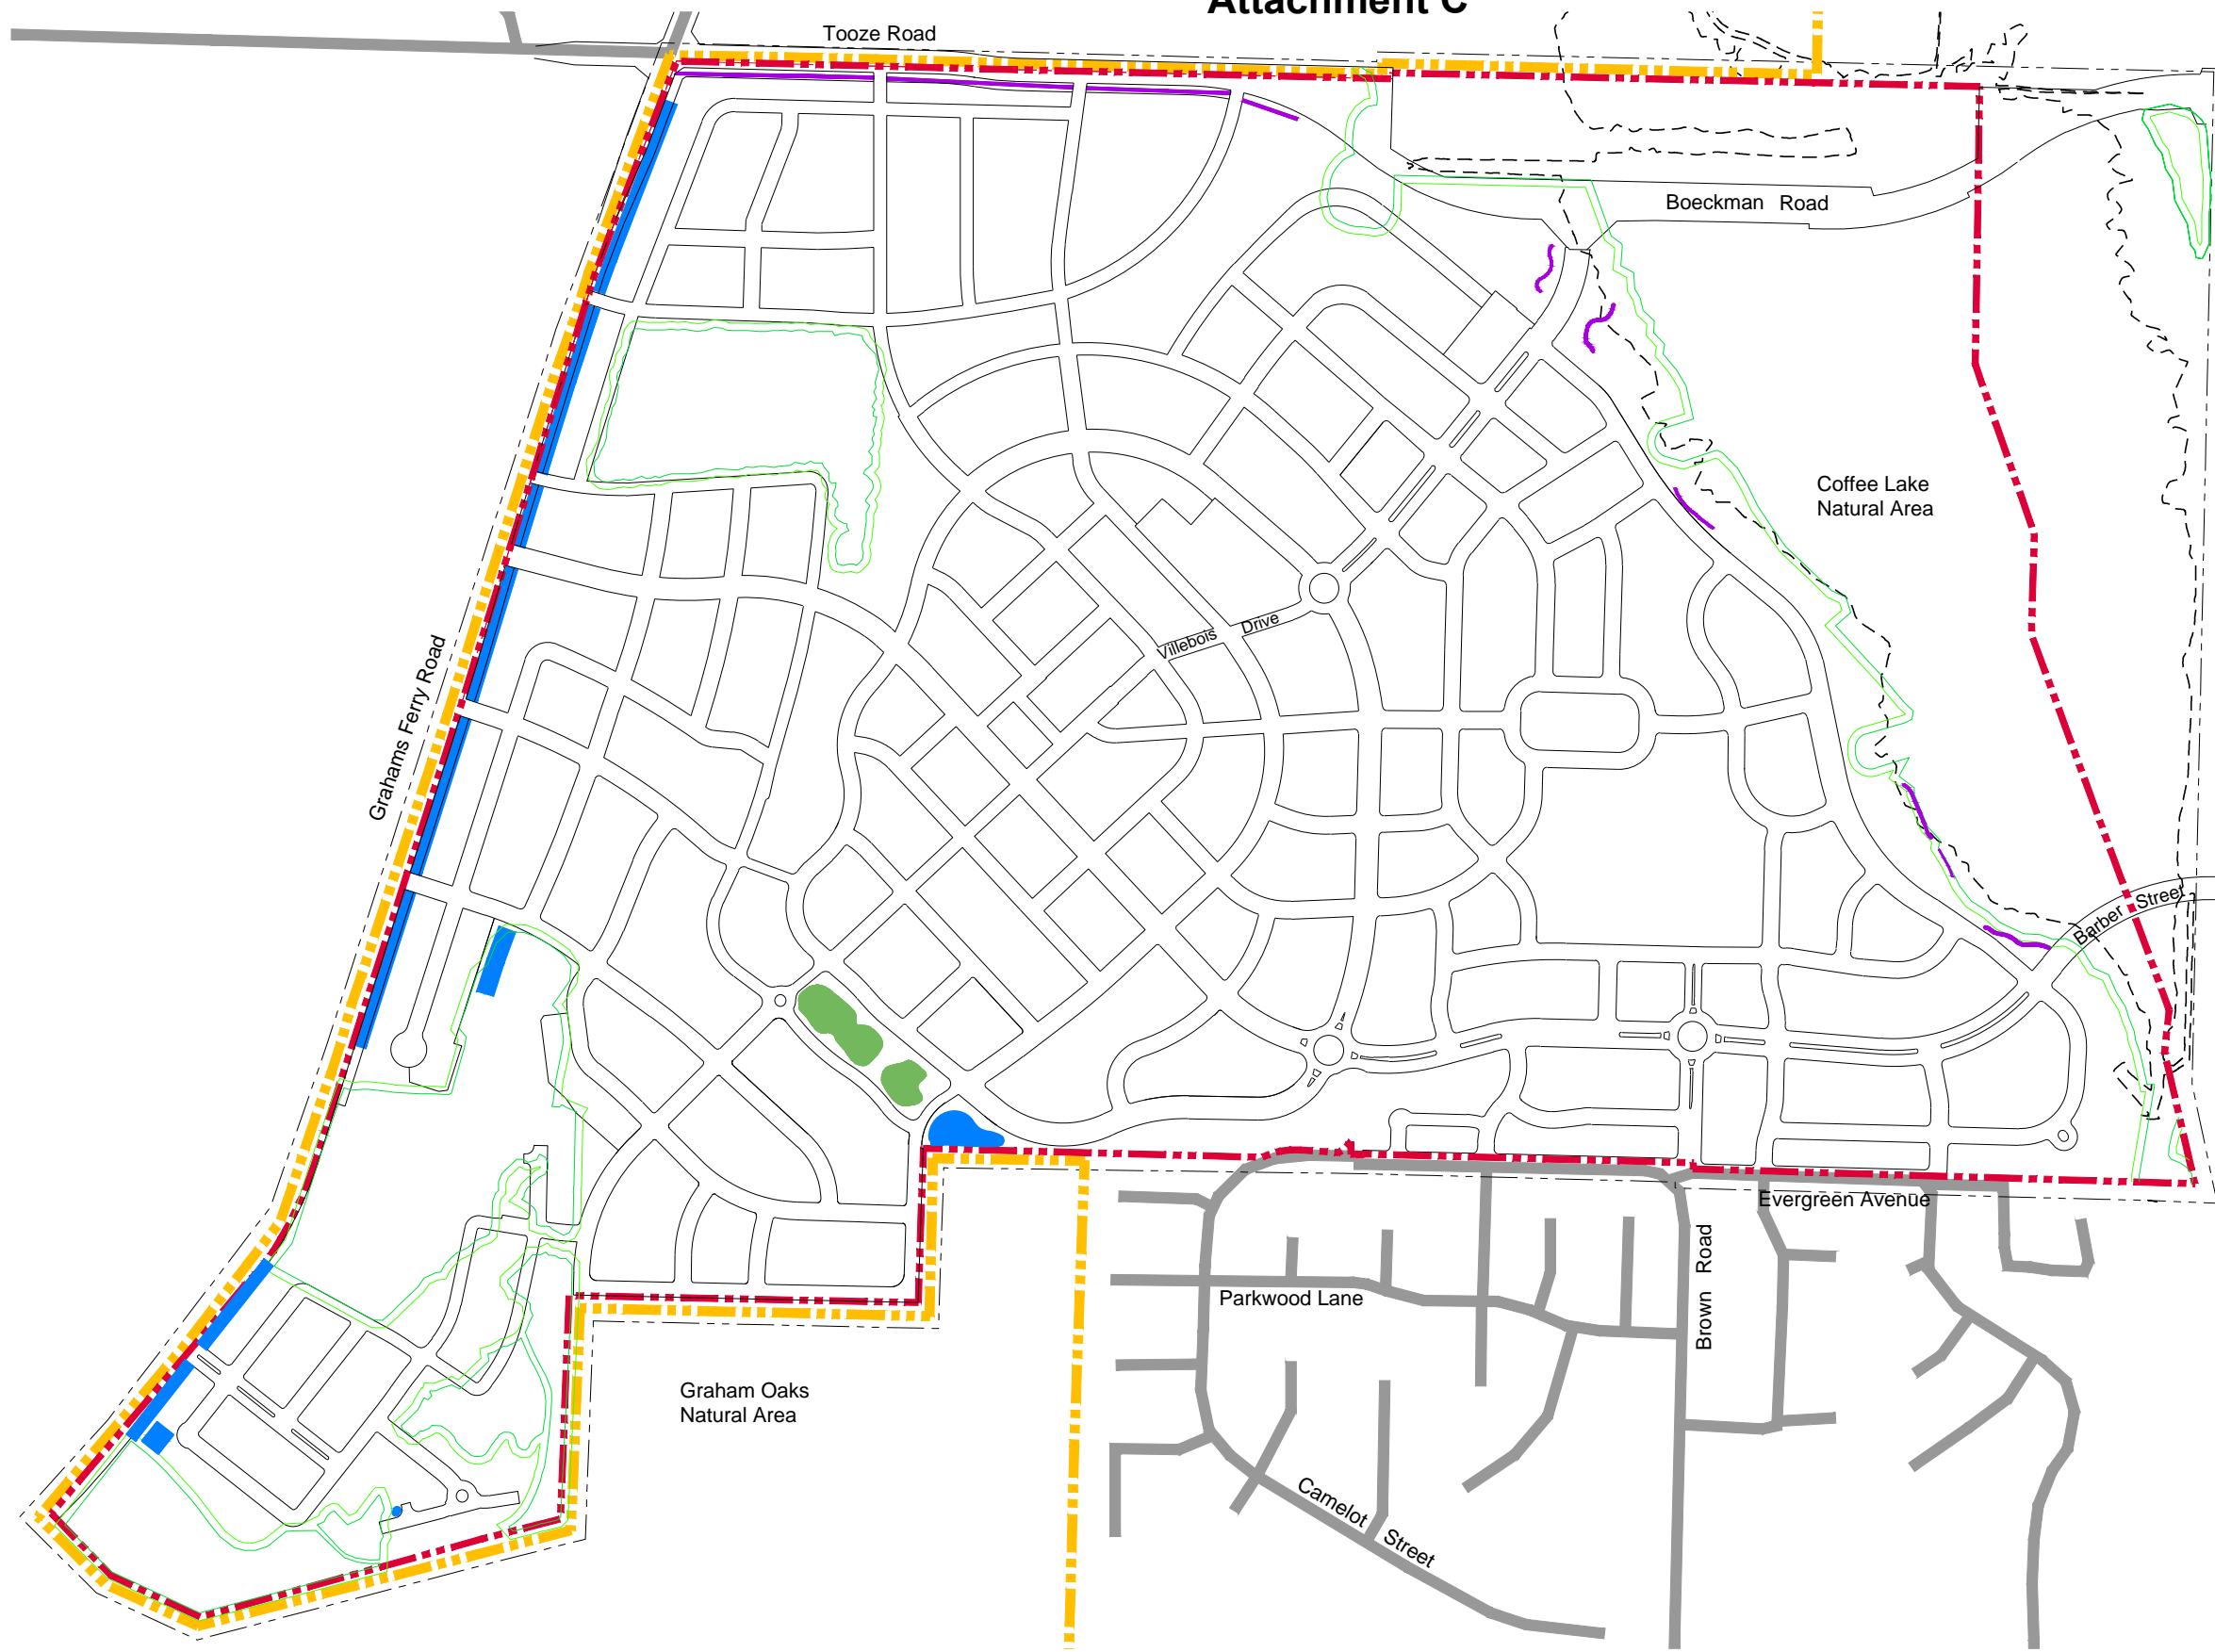 Attachment C
Tooze Road
Boeckman Road
Coffee Lake
Natural Area
Villebois Drive
Grahams Ferry Road
Barber Street
Evergreen Avenue
Brown Road
Parkwood Lane
Graham Oaks
Natural Area
Camelot Street